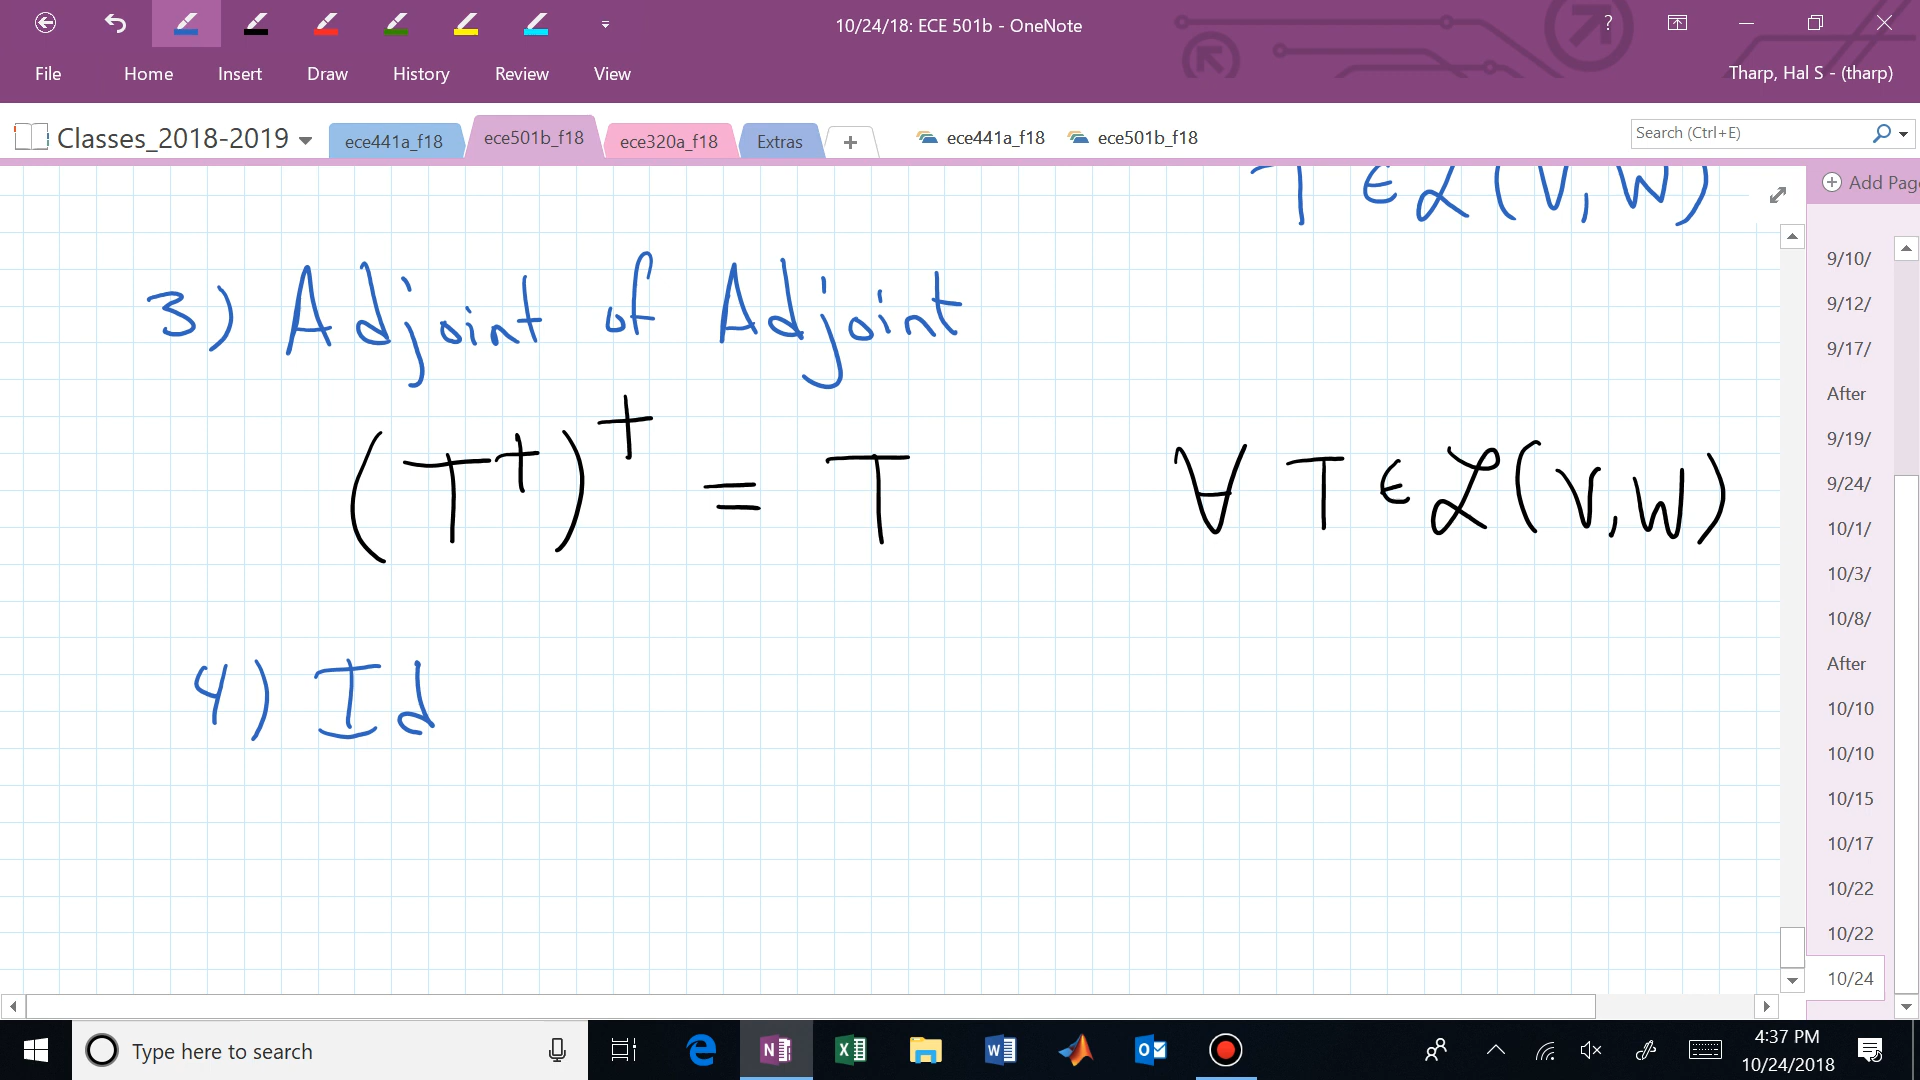 10/24/18: ECE 501b - OneNote
?
File Home Insert Draw History Review View
Tharp, Hal S - (tharp)
Classes_2018-2019
ece441a_f18 ece501b_f18 ece320a_f18 Extras +
ece441a_f18 ece501b_f18
Search (Ctrl+E)
T ∈ ℒ(V, W)
Add Pag
3) Adjoint of Adjoint
(T†)† = T ∀ T ∈ ℒ(V, W)
4) Id
9/10/
9/12/
9/17/
After
9/19/
9/24/
10/1/
10/3/
10/8/
After
10/10
10/10
10/15
10/17
10/22
10/22
10/24
Type here to search
4:37 PM
10/24/2018